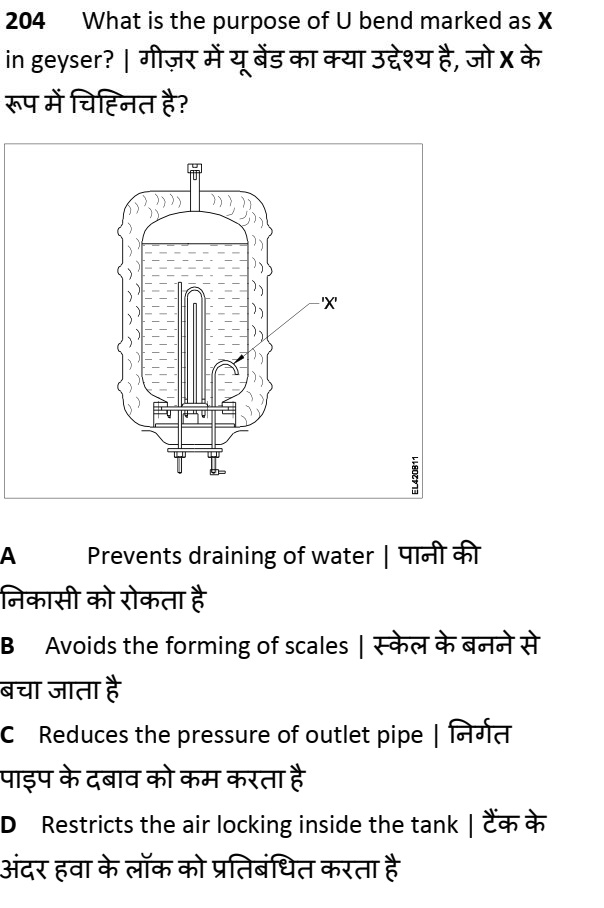 204 What is the purpose of U bend marked as X
in geyser? | गीज़र में यू बेंड का क्या उद्देश्य है, जो X के
रूप में चिह्नित है?
'X'
EL420811
A Prevents draining of water | पानी की
निकासी को रोकता है
B Avoids the forming of scales | स्केल के बनने से
बचा जाता है
C Reduces the pressure of outlet pipe | निर्गत
पाइप के दबाव को कम करता है
D Restricts the air locking inside the tank | टैंक के
अंदर हवा के लॉक को प्रतिबंधित करता है